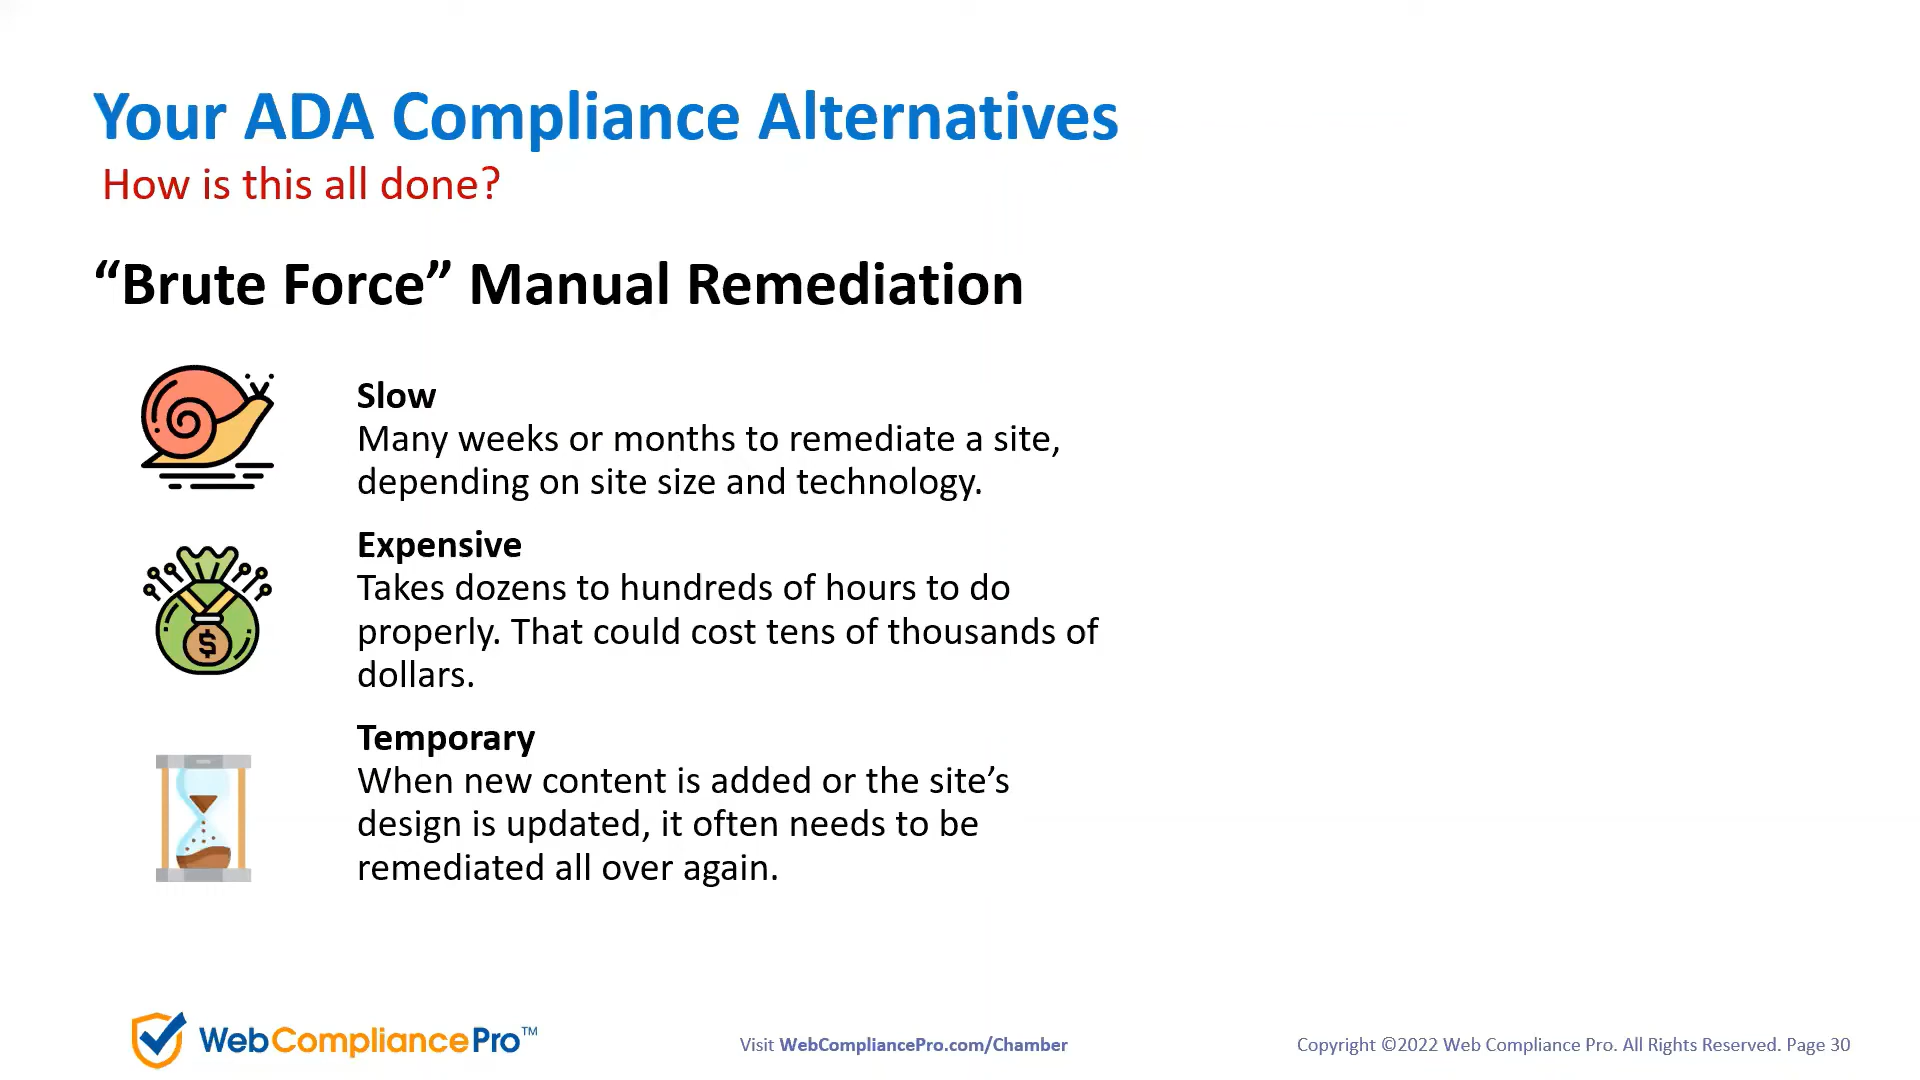 Your ADA Compliance Alternatives
How is this all done?
“Brute Force” Manual Remediation
Slow
Many weeks or months to remediate a site,
depending on site size and technology.
Expensive
Takes dozens to hundreds of hours to do
properly. That could cost tens of thousands of
dollars.
$
Temporary
When new content is added or the site’s
design is updated, it often needs to be
remediated all over again.
WebCompliancePro™
Visit WebCompliancePro.com/Chamber
Copyright ©2022 Web Compliance Pro. All Rights Reserved. Page 30